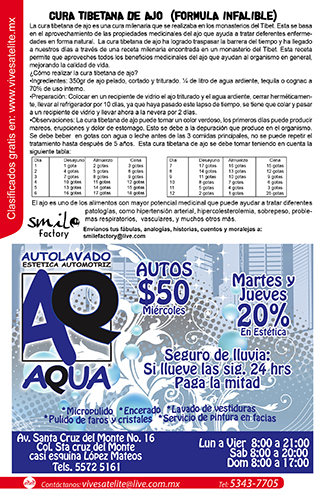 CURA TIBETANA DE AJO (FORMULA INFALIBLE)
La cura tibetana de ajo es una cura milenaria que se realizaba en los monasterios del Tibet. Esta se basa
en el aprovechamiento de las propiedades medicinales del ajo que ayuda a tratar diferentes enferme-
dades en forma natural. La cura tibetana de ajo ha logrado traspasar la barrera del tiempo y ha llegado
a nuestros días a través de una receta milenaria encontrada en un monasterio del Tibet. Esta receta
permite que aprovechemos todos los beneficios medicinales del ajo que ayudan al organismo en general,
mejorando la calidad de vida.
¿Cómo realizar la cura tibetana de ajo?
•Ingredientes: 350gr de ajo pelado, cortado y triturado. ¼ de litro de agua ardiente, tequila o cognac a
70% de uso interno.
•Preparación: Colocar en un recipiente de vidrio el ajo triturado y el agua ardiente, cerrar herméticamen-
te, llevar al refrigerador por 10 días, ya que haya pasado este lapso de tiempo, se tiene que colar y pasar
a un recipiente de vidrio y llevar ahora a la nevera por 2 días.
•Observaciones: La cura tibetana de ajo puede tomar un color verdoso, los primeros días puede producir
mareos, erupciones y dolor de estomago. Esto se debe a la depuración que produce en el organismo.
Se debe beber en gotas con agua o leche antes de las 3 comidas principales, no se puede repetir el
tratamiento hasta después de 5 años. Esta cura tibetana de ajo se debe tomar teniendo en cuenta la
siguiente tabla:
Día Desayuno Almuerzo Cena Día Desayuno Almuerzo Cena
El ajo es uno de los alimentos con mayor potencial medicinal que puede ayudar a tratar diferentes
patologías, como hipertensión arterial, hipercolesterolemia, sobrepeso, proble-
mas respiratorios, vasculares, y muchos otros más.
Smile
Factory
Envíanos tus fábulas, analogías, historias, cuentos y moralejas a:
smilefactory@live.com
Clasificados gratis en: www.vivesatelite.mx
AUTOLAVADO
ESTETICA AUTOMOTRIZ
AQ
AQUA
AUTOS
$50
Miércoles
Martes y
Jueves
20%
En Estética
Seguro de lluvia:
Si llueve las sig. 24 hrs
Paga la mitad
*Micropulido *Encerado *Lavado de vestiduras
*Pulido de faros y cristales *Servicio de pintura en facias
Av. Santa Cruz del Monte No. 16
Col. Sta cruz del Monte
casi esquina López Mateos
Tels. 5572 5161
Lun a Vier 8:00 a 21:00
Sab 8:00 a 20:00
Dom 8:00 a 17:00
Contáctanos: vivesatelite@live.com.mx
Tel: 5343-7705